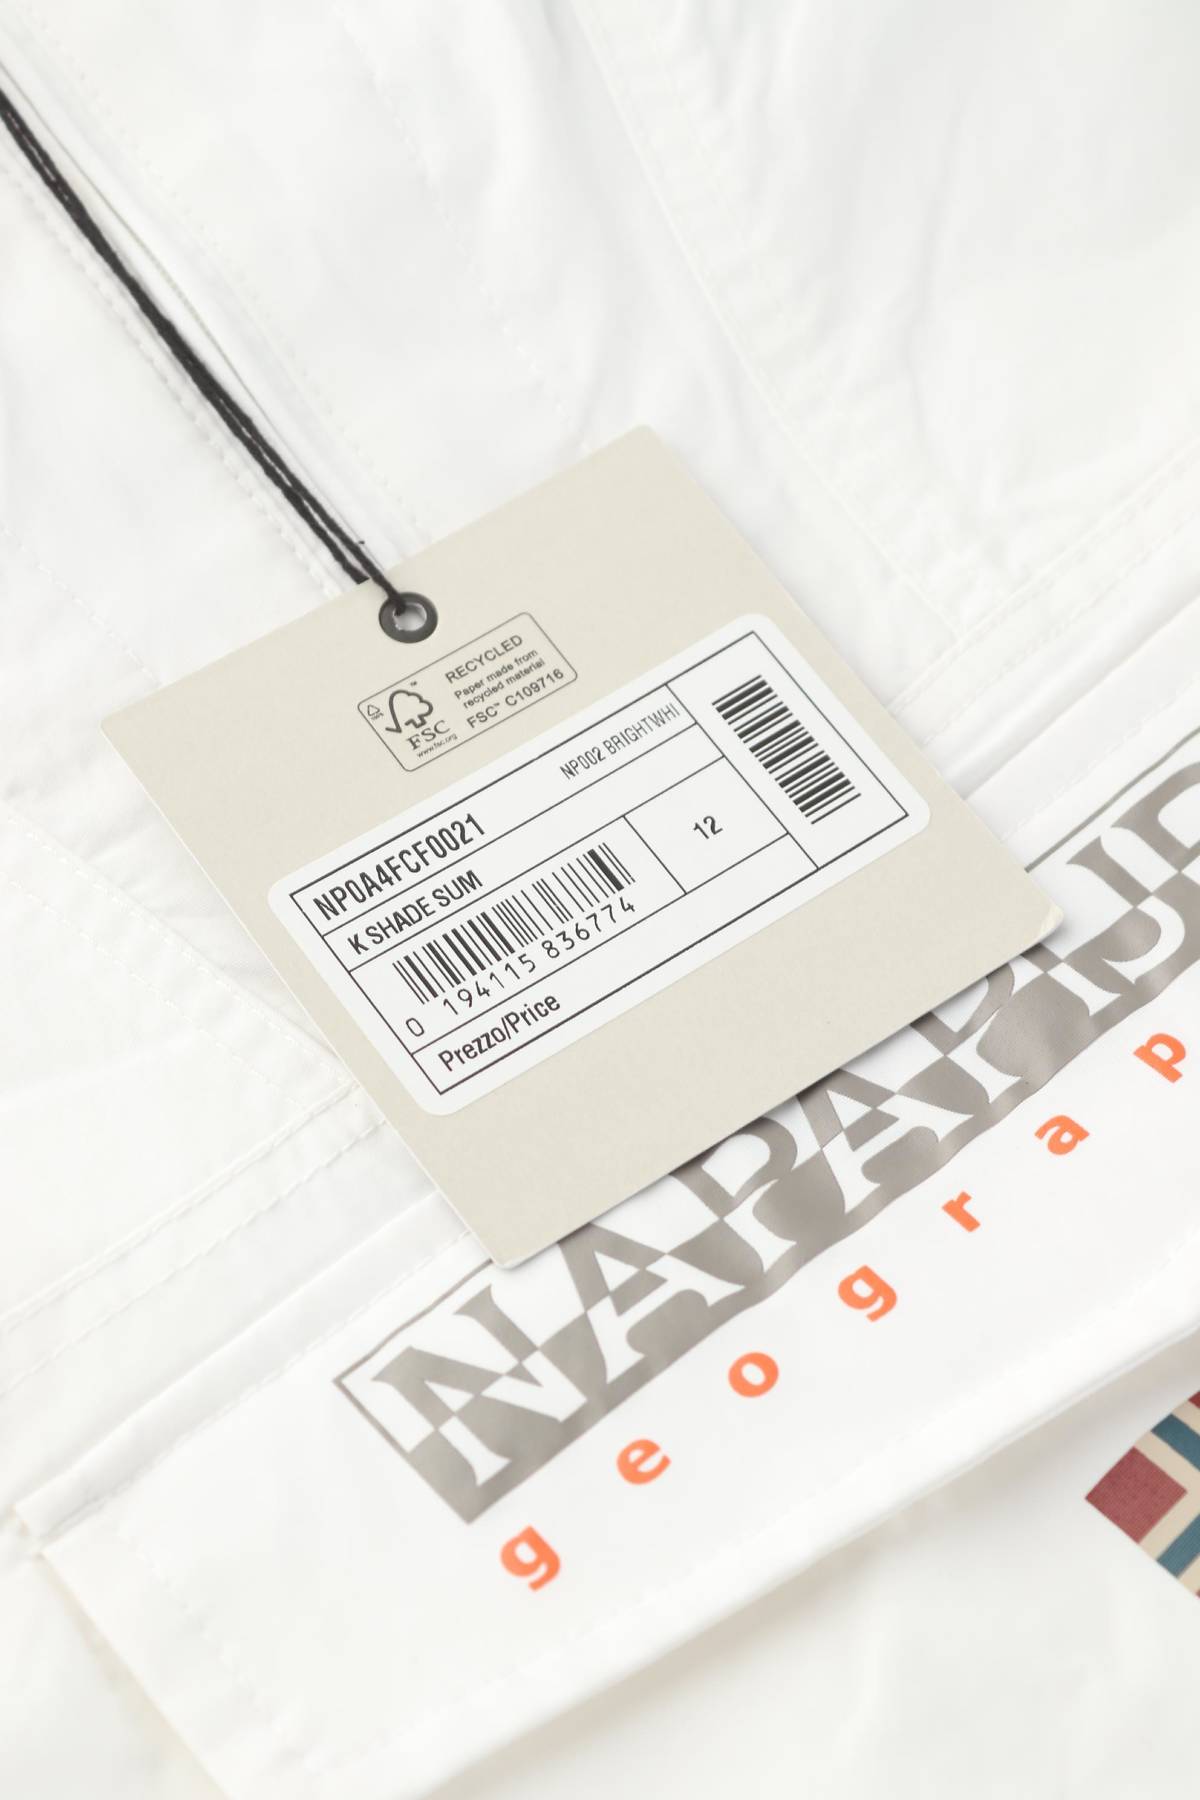 RECYCLED
Paper made from
recycled material
FSC™ C109716
FSC
www.fsc.org
NP0A4FCF0021
NP002 BRIGHTWHI
K SHADE SUM
12
0 194115 836774
Prezzo/Price
NAPAPIJ
geograp